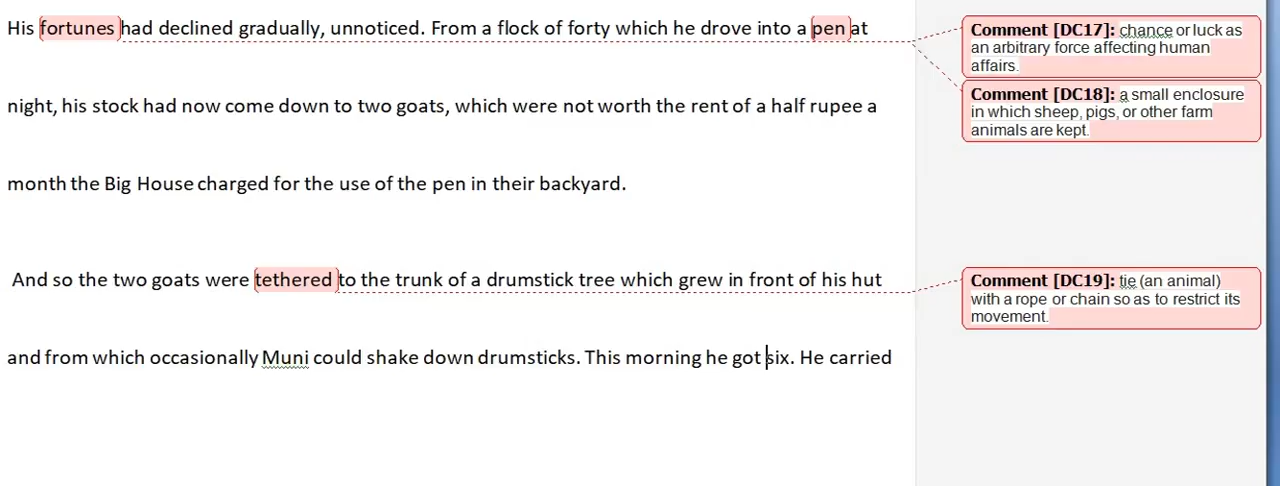 His fortunes had declined gradually, unnoticed. From a flock of forty which he drove into a pen at
night, his stock had now come down to two goats, which were not worth the rent of a half rupee a
month the Big House charged for the use of the pen in their backyard.
And so the two goats were tethered to the trunk of a drumstick tree which grew in front of his hut
and from which occasionally Muni could shake down drumsticks. This morning he got six. He carried
Comment [DC17]: chance or luck as
an arbitrary force affecting human
affairs.
Comment [DC18]: a small enclosure
in which sheep, pigs, or other farm
animals are kept.
Comment [DC19]: tie (an animal)
with a rope or chain so as to restrict its
movement.